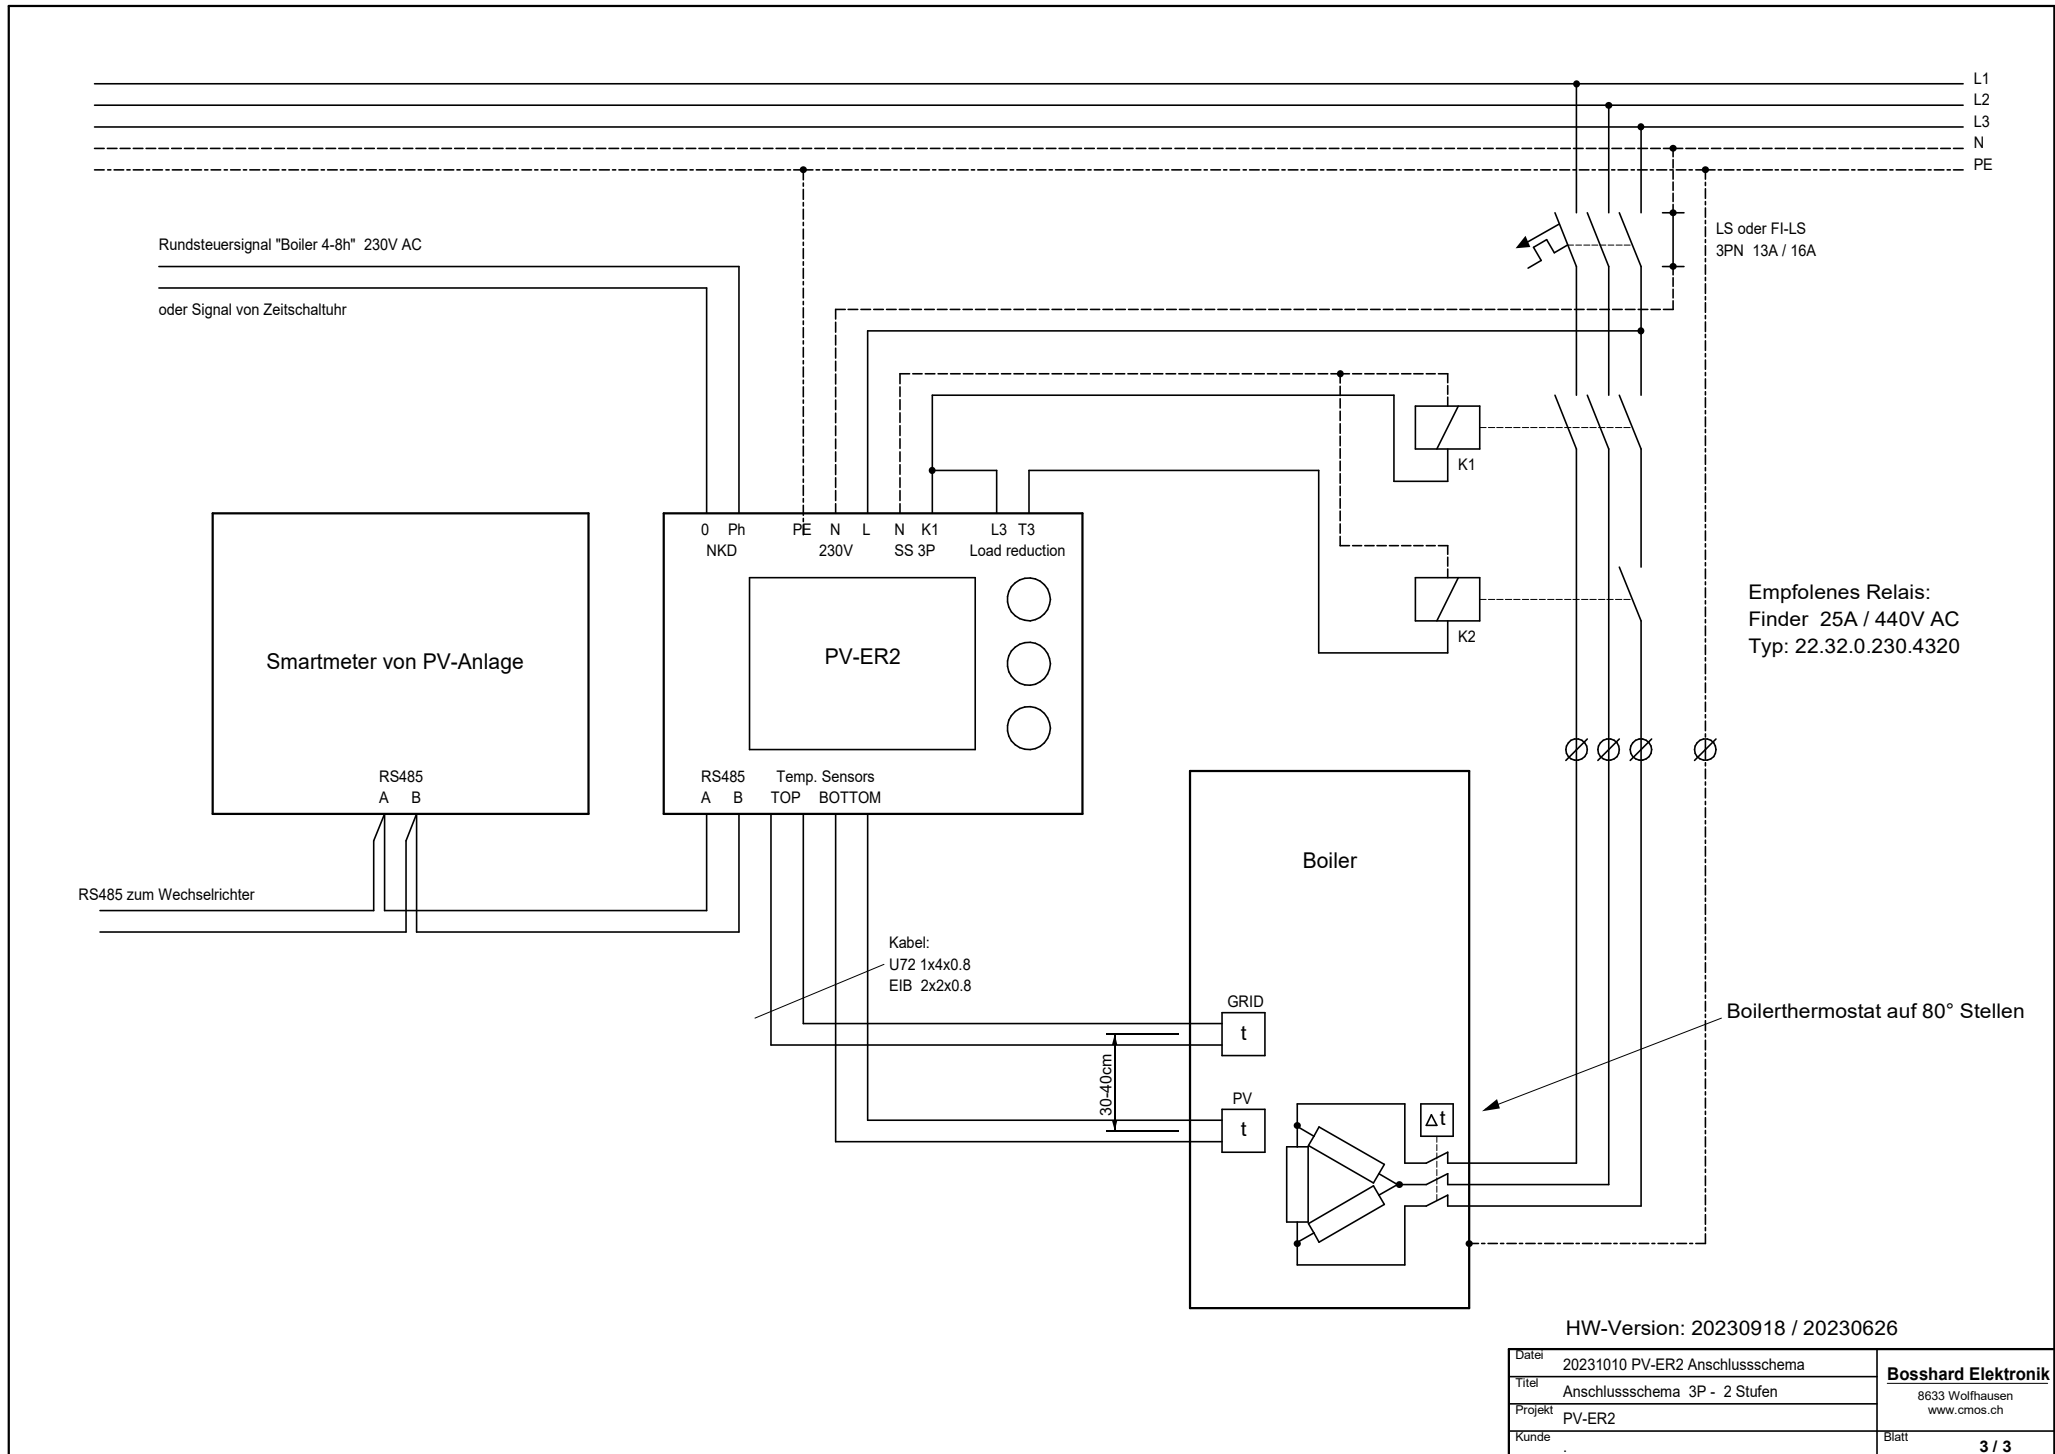 L1
L2
L3
N
PE
Rundsteuersignal "Boiler 4-8h"  230V AC
oder Signal von Zeitschaltuhr
LS oder FI-LS
3PN  13A / 16A
K1
K2
0 Ph PE N L N K1 L3 T3
NKD 230V SS 3P Load reduction
PV-ER2
Smartmeter von PV-Anlage
Empfolenes Relais:
Finder  25A / 440V AC
Typ: 22.32.0.230.4320
RS485
A B
RS485 Temp. Sensors
A B TOP BOTTOM
RS485 zum Wechselrichter
Kabel:
U72 1x4x0.8
EIB  2x2x0.8
Boiler
GRID
t
30-40cm
PV
t
Δt
Boilerthermostat auf 80° Stellen
HW-Version: 20230918 / 20230626
Datei 20231010 PV-ER2 Anschlussschema
Titel Anschlussschema  3P -  2 Stufen
Projekt PV-ER2
Kunde .
Bosshard Elektronik
8633 Wolfhausen
www.cmos.ch
Blatt 3 / 3